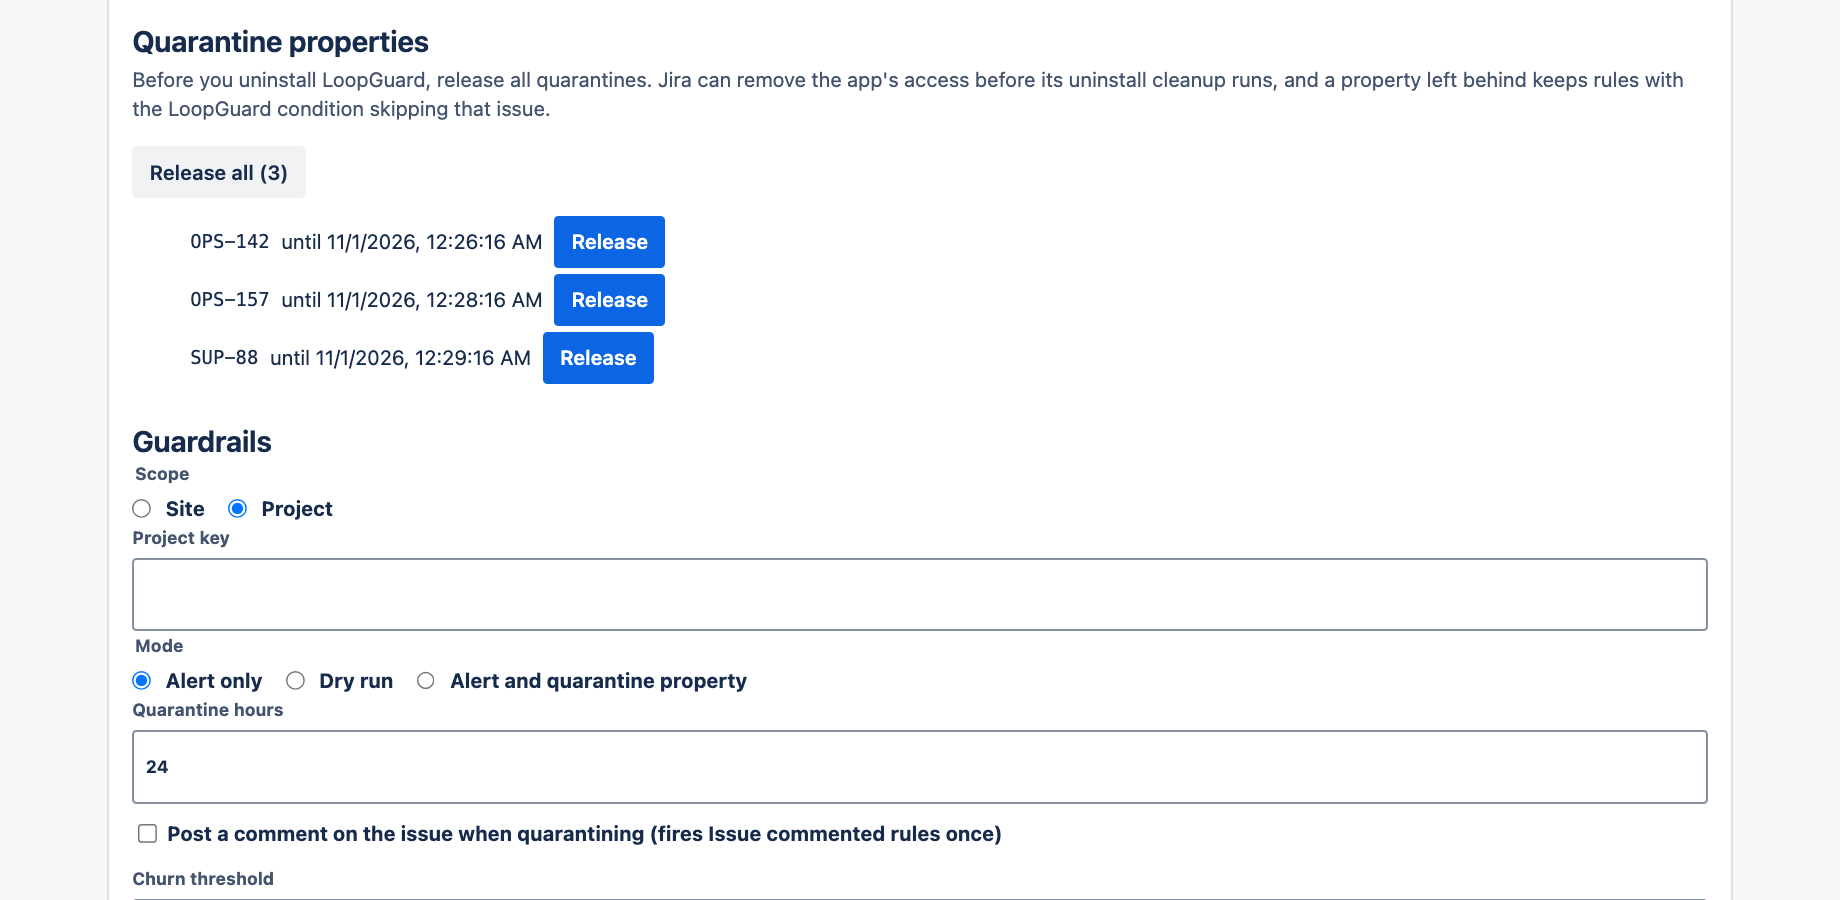 Quarantine properties
Before you uninstall LoopGuard, release all quarantines. Jira can remove the app's access before its uninstall cleanup runs, and a property left behind keeps rules with
the LoopGuard condition skipping that issue.
Release all (3)
OPS-142 until 11/1/2026, 12:26:16 AM Release
OPS-157 until 11/1/2026, 12:28:16 AM Release
SUP-88 until 11/1/2026, 12:29:16 AM Release
Guardrails
Scope
Site Project
Project key
Mode
Alert only Dry run Alert and quarantine property
Quarantine hours
24
Post a comment on the issue when quarantining (fires Issue commented rules once)
Churn threshold